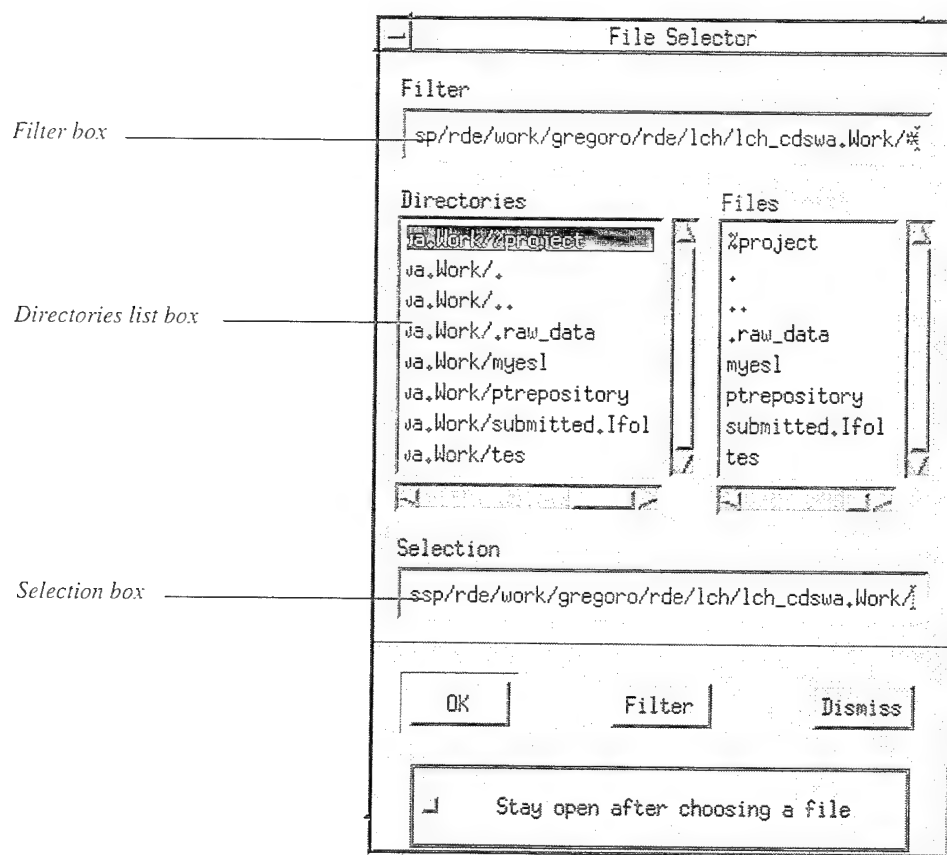 File Selector
Filter
Filter box
sp/rde/work/gregoro/rde/lch/lch_cdswa.Work/*
Directories
Files
Directories list box
wa.Work/%project
wa.Work/.
wa.Work/..
wa.Work/.raw_data
wa.Work/myesl
wa.Work/ptrepository
wa.Work/submitted.Ifol
wa.Work/tes
%project
.
..
.raw_data
myesl
ptrepository
submitted.Ifol
tes
Selection
Selection box
ssp/rde/work/gregoro/rde/lch/lch_cdswa.Work/
OK
Filter
Dismiss
Stay open after choosing a file